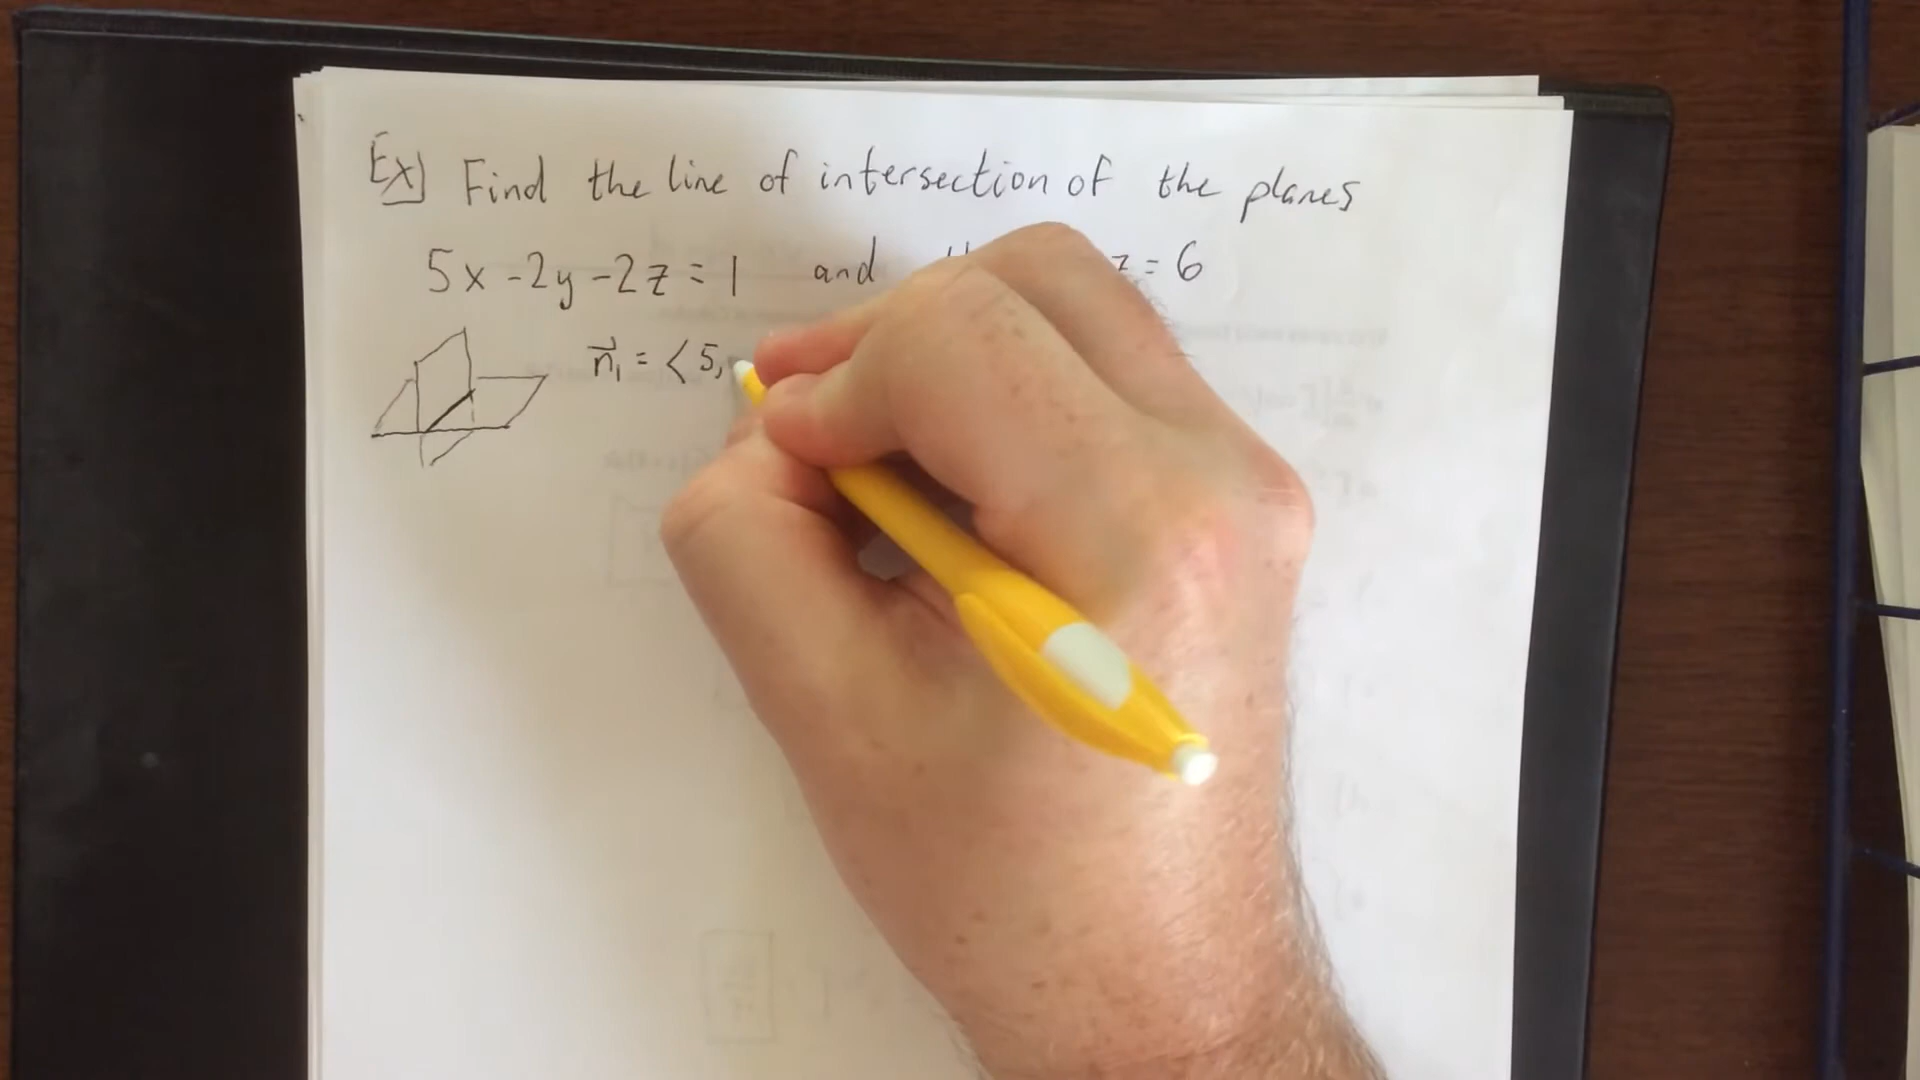 Ex] Find the line of intersection of the planes
5x - 2y - 2z = 1 and z = 6
n⃗₁ = < 5,